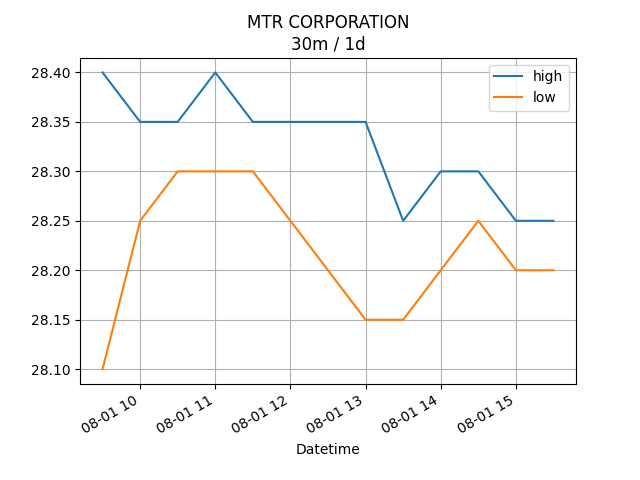 MTR CORPORATION
30m / 1d
28.40
28.35
28.30
28.25
28.20
28.15
28.10
high
low
08-01 10
08-01 11
08-01 12
08-01 13
08-01 14
08-01 15
Datetime